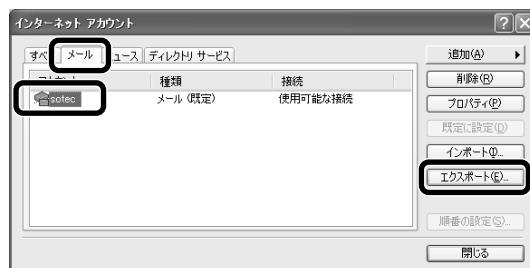 インターネット アカウント
すべ メール ュース ディレクトリ サービス
種類 接続
sotec メール (既定) 使用可能な接続
追加(A)
削除(R)
プロパティ(P)
既定に設定(D)
インポート(I)...
エクスポート(E)...
順番の設定(S)...
閉じる